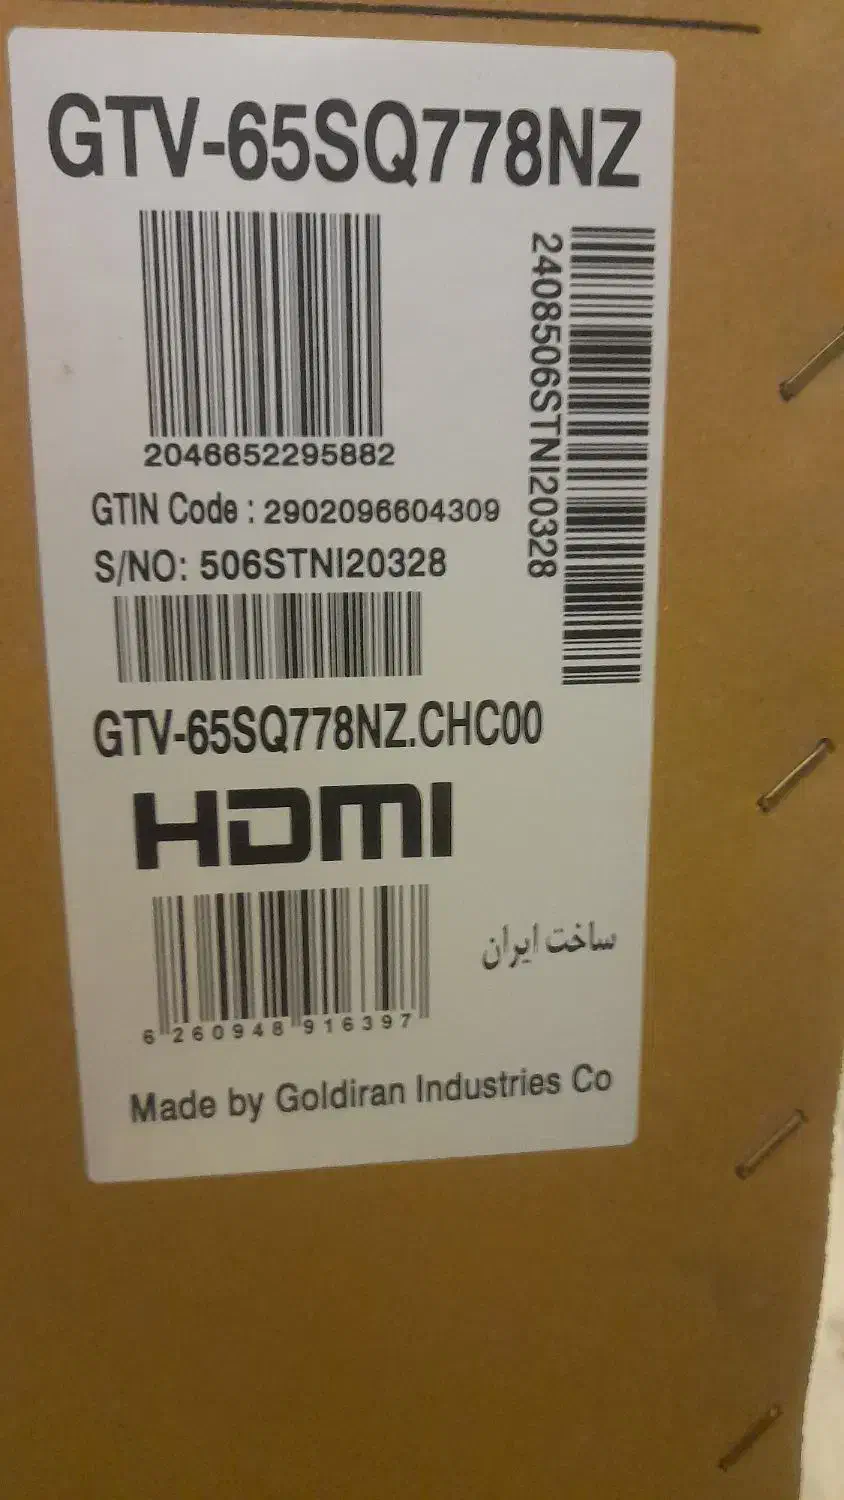 GTV-65SQ778NZ
2046652295882
2408506STNI20328
GTIN Code : 2902096604309
S/NO: 506STNI20328
GTV-65SQ778NZ.CHC00
HDMI
ساخت ایران
6 260948 916397
Made by Goldiran Industries Co